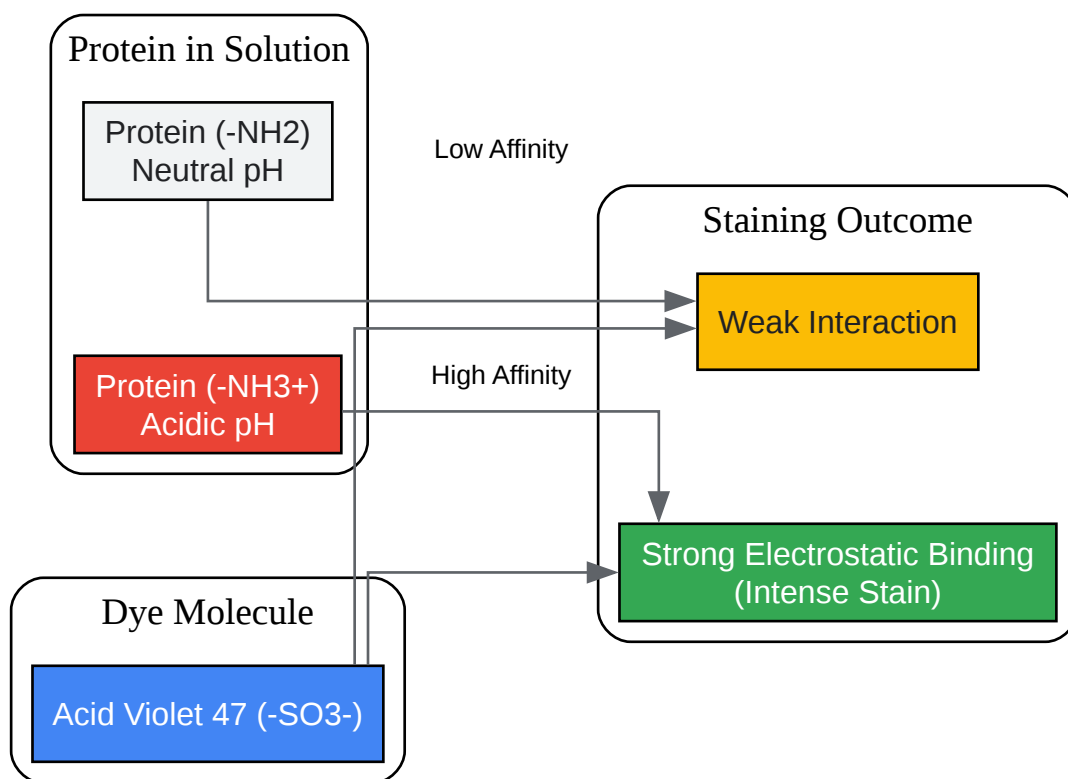 Protein in Solution
Protein (-NH2)
Neutral pH
Low Affinity
Staining Outcome
Weak Interaction
Protein (-NH3+)
Acidic pH
High Affinity
Strong Electrostatic Binding
(Intense Stain)
Dye Molecule
Acid Violet 47 (-SO3-)